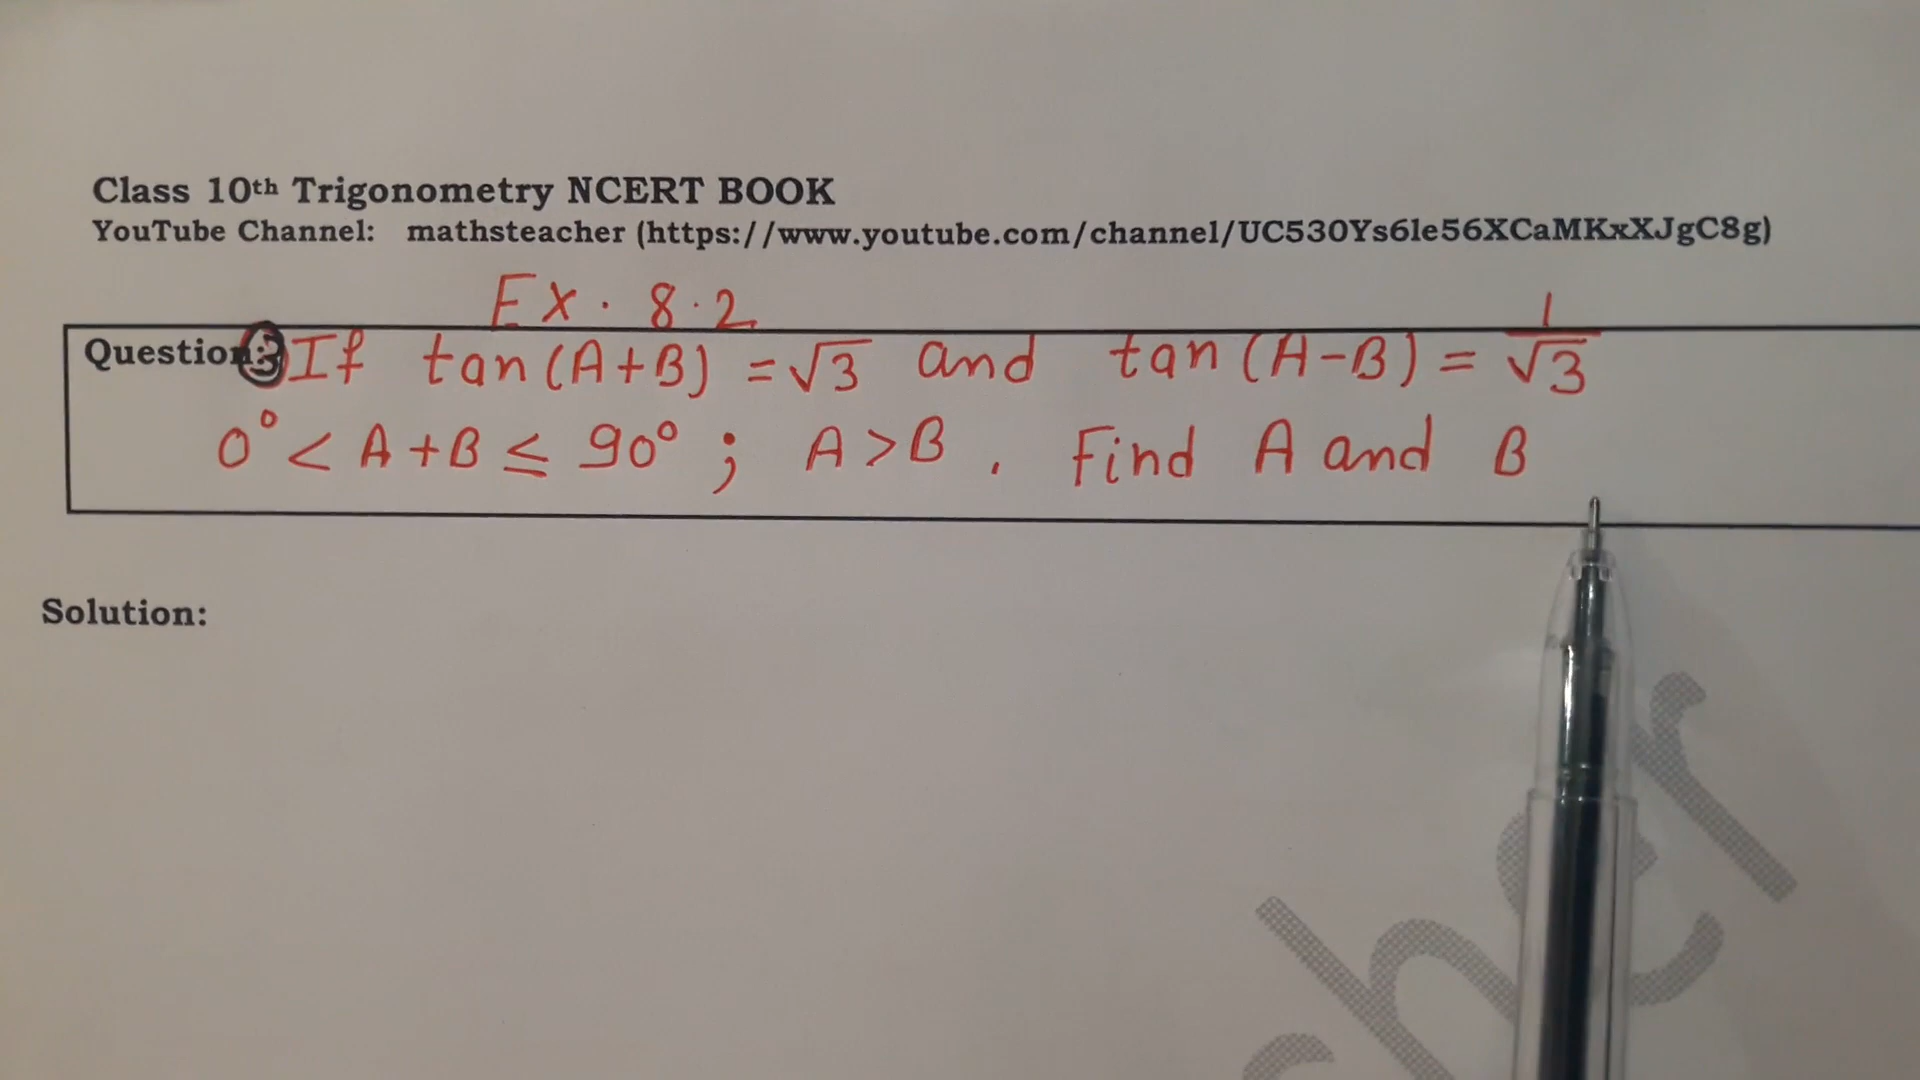 Class 10th Trigonometry NCERT BOOK
YouTube Channel: mathsteacher (https://www.youtube.com/channel/UC530Ys6le56XCaMKxXJgC8g)
Ex. 8.2
Question:3 If tan(A+B) = √3 and tan(A-B) = 1/√3
0° < A+B ≤ 90° ; A>B . Find A and B
Solution:
cher